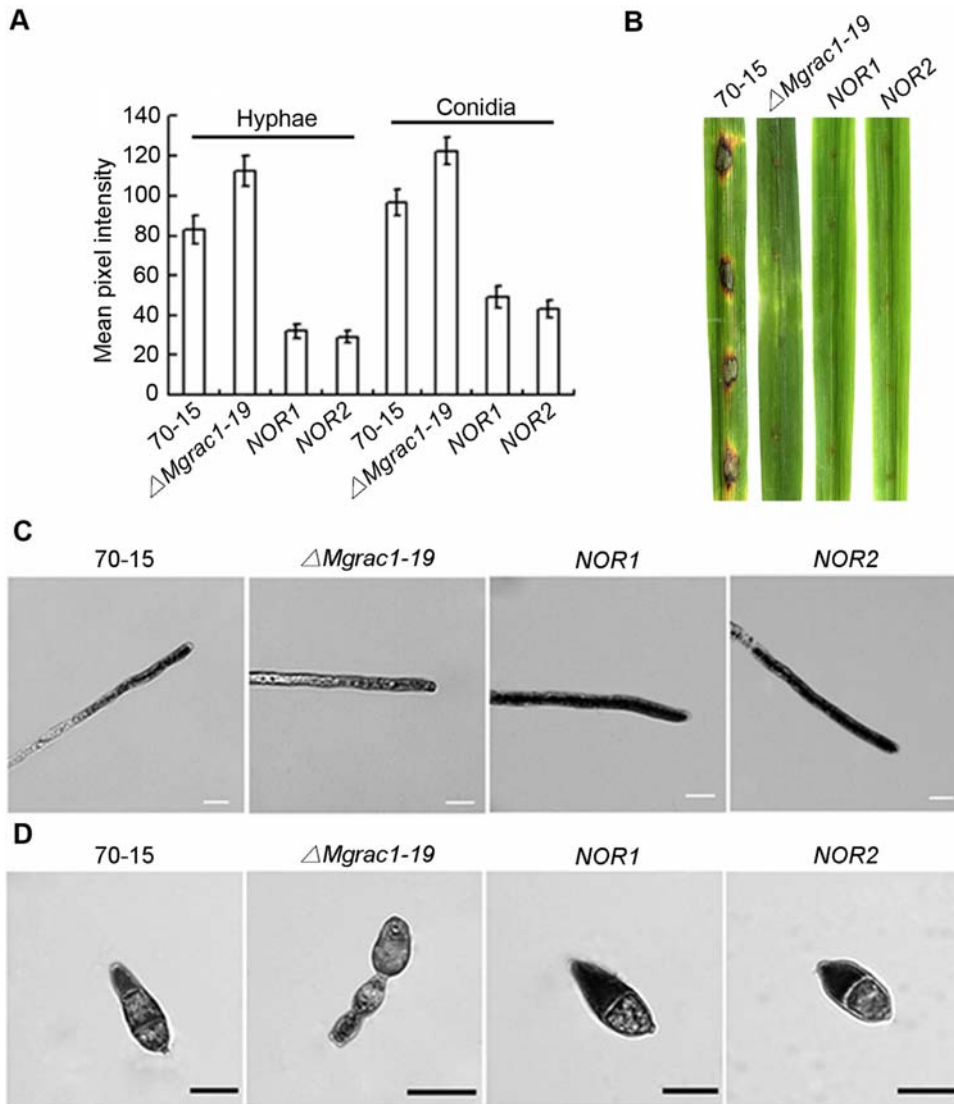 A
Mean pixel intensity
140
120
100
80
60
40
20
0
Hyphae
Conidia
70-15
△Mgrac1-19
NOR1
NOR2
70-15
△Mgrac1-19
NOR1
NOR2
B
70-15
△Mgrac1-19
NOR1
NOR2
C
70-15
△Mgrac1-19
NOR1
NOR2
D
70-15
△Mgrac1-19
NOR1
NOR2